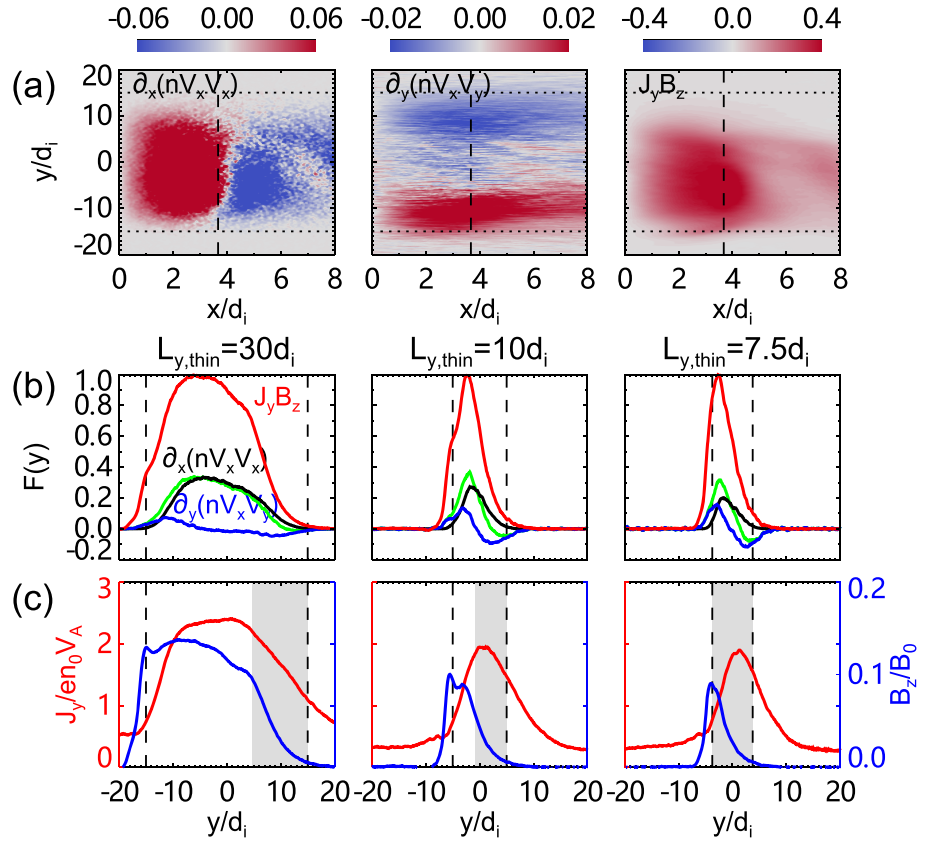 -0.06 0.00 0.06 -0.02 0.00 0.02 -0.4 0.0 0.4
(a) ∂x(nVxVx) ∂y(nVxVy) JyBz
20
10
0
-10
-20
y/di
0 2 4 6 8 0 2 4 6 8 0 2 4 6 8
x/di x/di x/di
Ly,thin=30di Ly,thin=10di Ly,thin=7.5di
(b)
1.0
0.8
0.6
0.4
0.2
0.0
-0.2
F(y)
JyBz
∂x(nVxVx)
∂y(nVxVy)
(c)
3
2
1
0
Jy/en0VA
0.2
0.1
0.0
Bz/B0
-20 -10 0 10 20 -20 -10 0 10 20 -20 -10 0 10 20
y/di y/di y/di